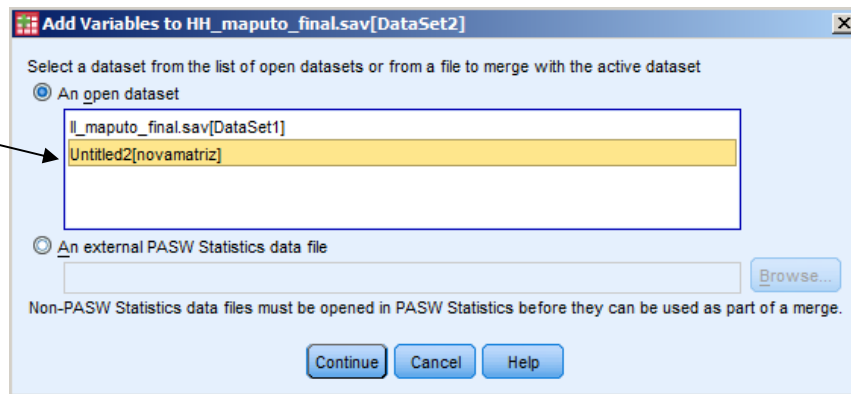 Add Variables to HH_maputo_final.sav[DataSet2]
Select a dataset from the list of open datasets or from a file to merge with the active dataset
An open dataset
II_maputo_final.sav[DataSet1]
Untitled2[novamatriz]
An external PASW Statistics data file
Browse...
Non-PASW Statistics data files must be opened in PASW Statistics before they can be used as part of a merge.
Continue Cancel Help